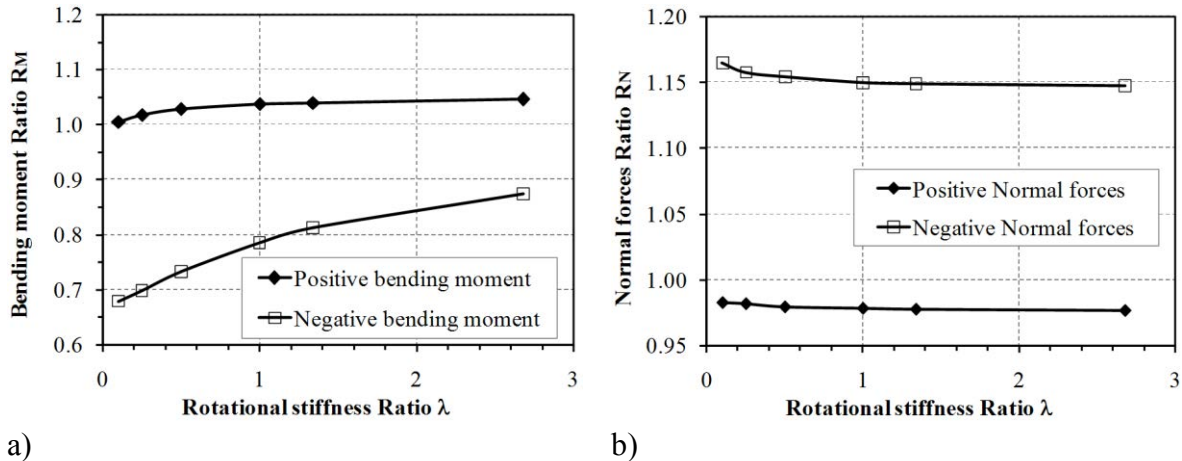 1.2
1.1
1.0
0.9
0.8
0.7
0.6
Bending moment Ratio RM
Positive bending moment
Negative bending moment
0 1 2 3
Rotational stiffness Ratio λ
a)
1.20
1.15
1.10
1.05
1.00
0.95
Normal forces Ratio RN
Positive Normal forces
Negative Normal forces
0 1 2 3
Rotational stiffness Ratio λ
b)